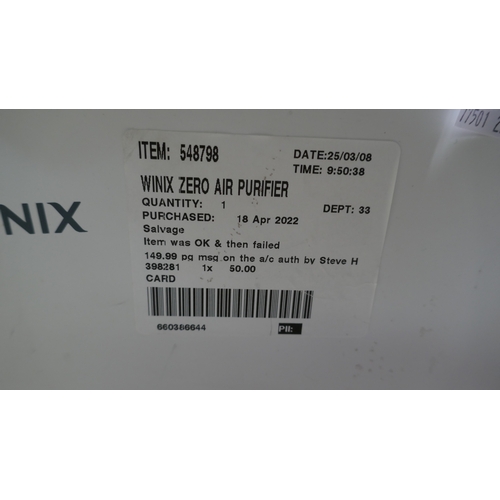 17501 2
ITEM: 548798 DATE:25/03/08
TIME: 9:50:38
WINIX ZERO AIR PURIFIER
QUANTITY: 1 DEPT: 33
PURCHASED: 18 Apr 2022
Salvage
Item was OK & then failed
149.99 pg msg on the a/c auth by Steve H
398281 1x 50.00
CARD
660366644 PII:
NIX